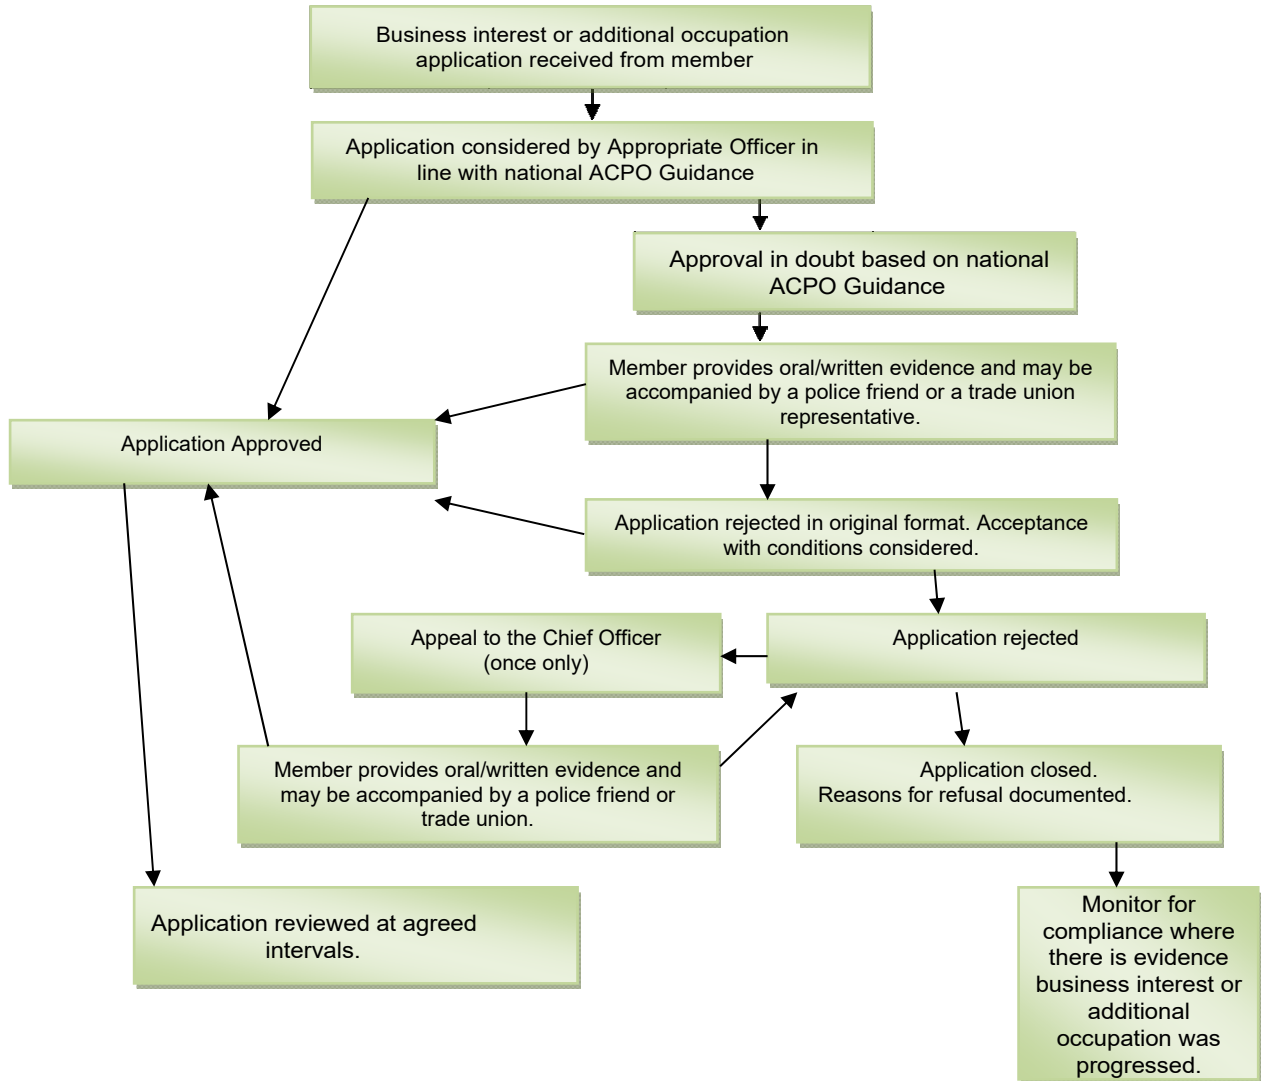 Business interest or additional occupation
application received from member
Application considered by Appropriate Officer in
line with national ACPO Guidance
Approval in doubt based on national
ACPO Guidance
Member provides oral/written evidence and may be
accompanied by a police friend or a trade union
representative.
Application Approved
Application rejected in original format. Acceptance
with conditions considered.
Appeal to the Chief Officer
(once only)
Application rejected
Member provides oral/written evidence and
may be accompanied by a police friend or
trade union.
Application closed.
Reasons for refusal documented.
Application reviewed at agreed
intervals.
Monitor for
compliance where
there is evidence
business interest or
additional
occupation was
progressed.